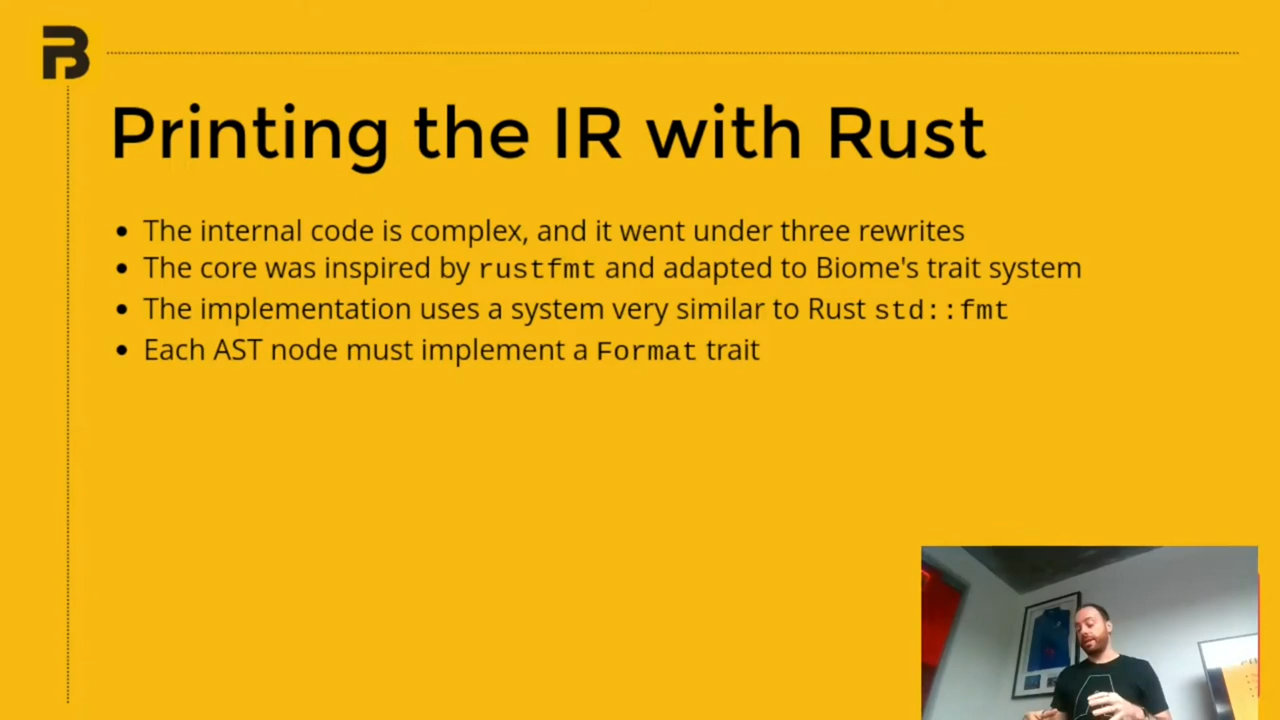 Printing the IR with Rust
The internal code is complex, and it went under three rewrites
The core was inspired by rustfmt and adapted to Biome's trait system
The implementation uses a system very similar to Rust std::fmt
Each AST node must implement a Format trait